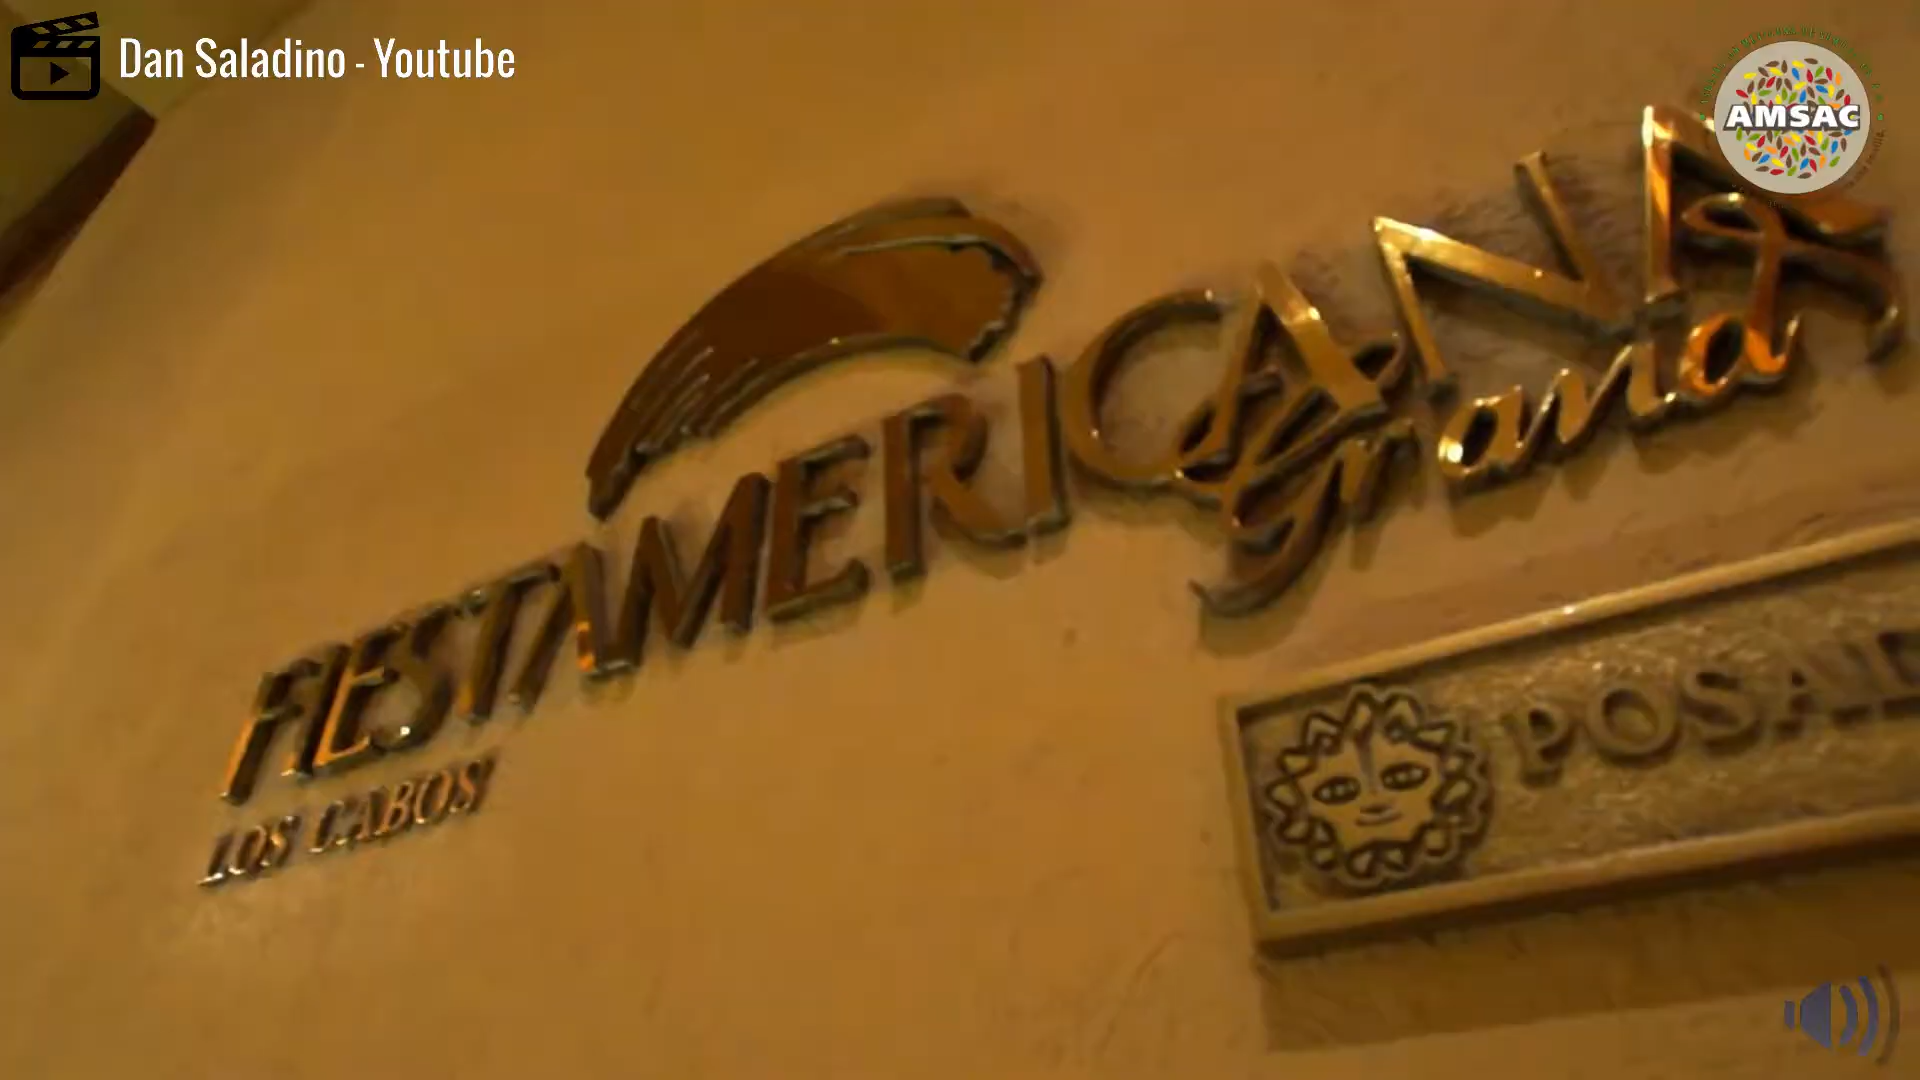 Dan Saladino - Youtube
AMSAC
FIESTAMERICANA
Grand
LOS CABOS